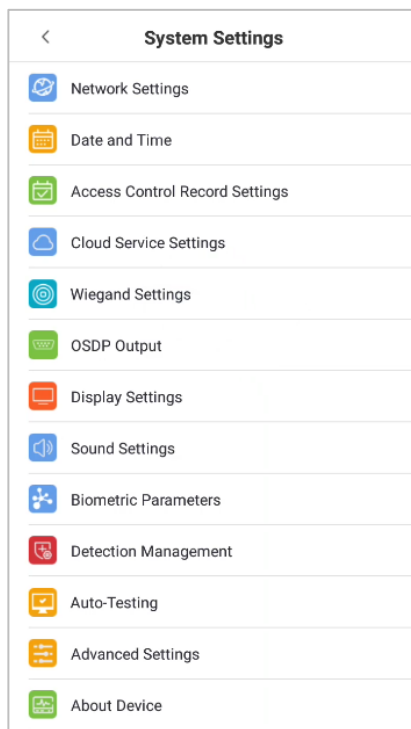 System Settings
Network Settings
Date and Time
Access Control Record Settings
Cloud Service Settings
Wiegand Settings
OSDP Output
Display Settings
Sound Settings
Biometric Parameters
Detection Management
Auto-Testing
Advanced Settings
About Device